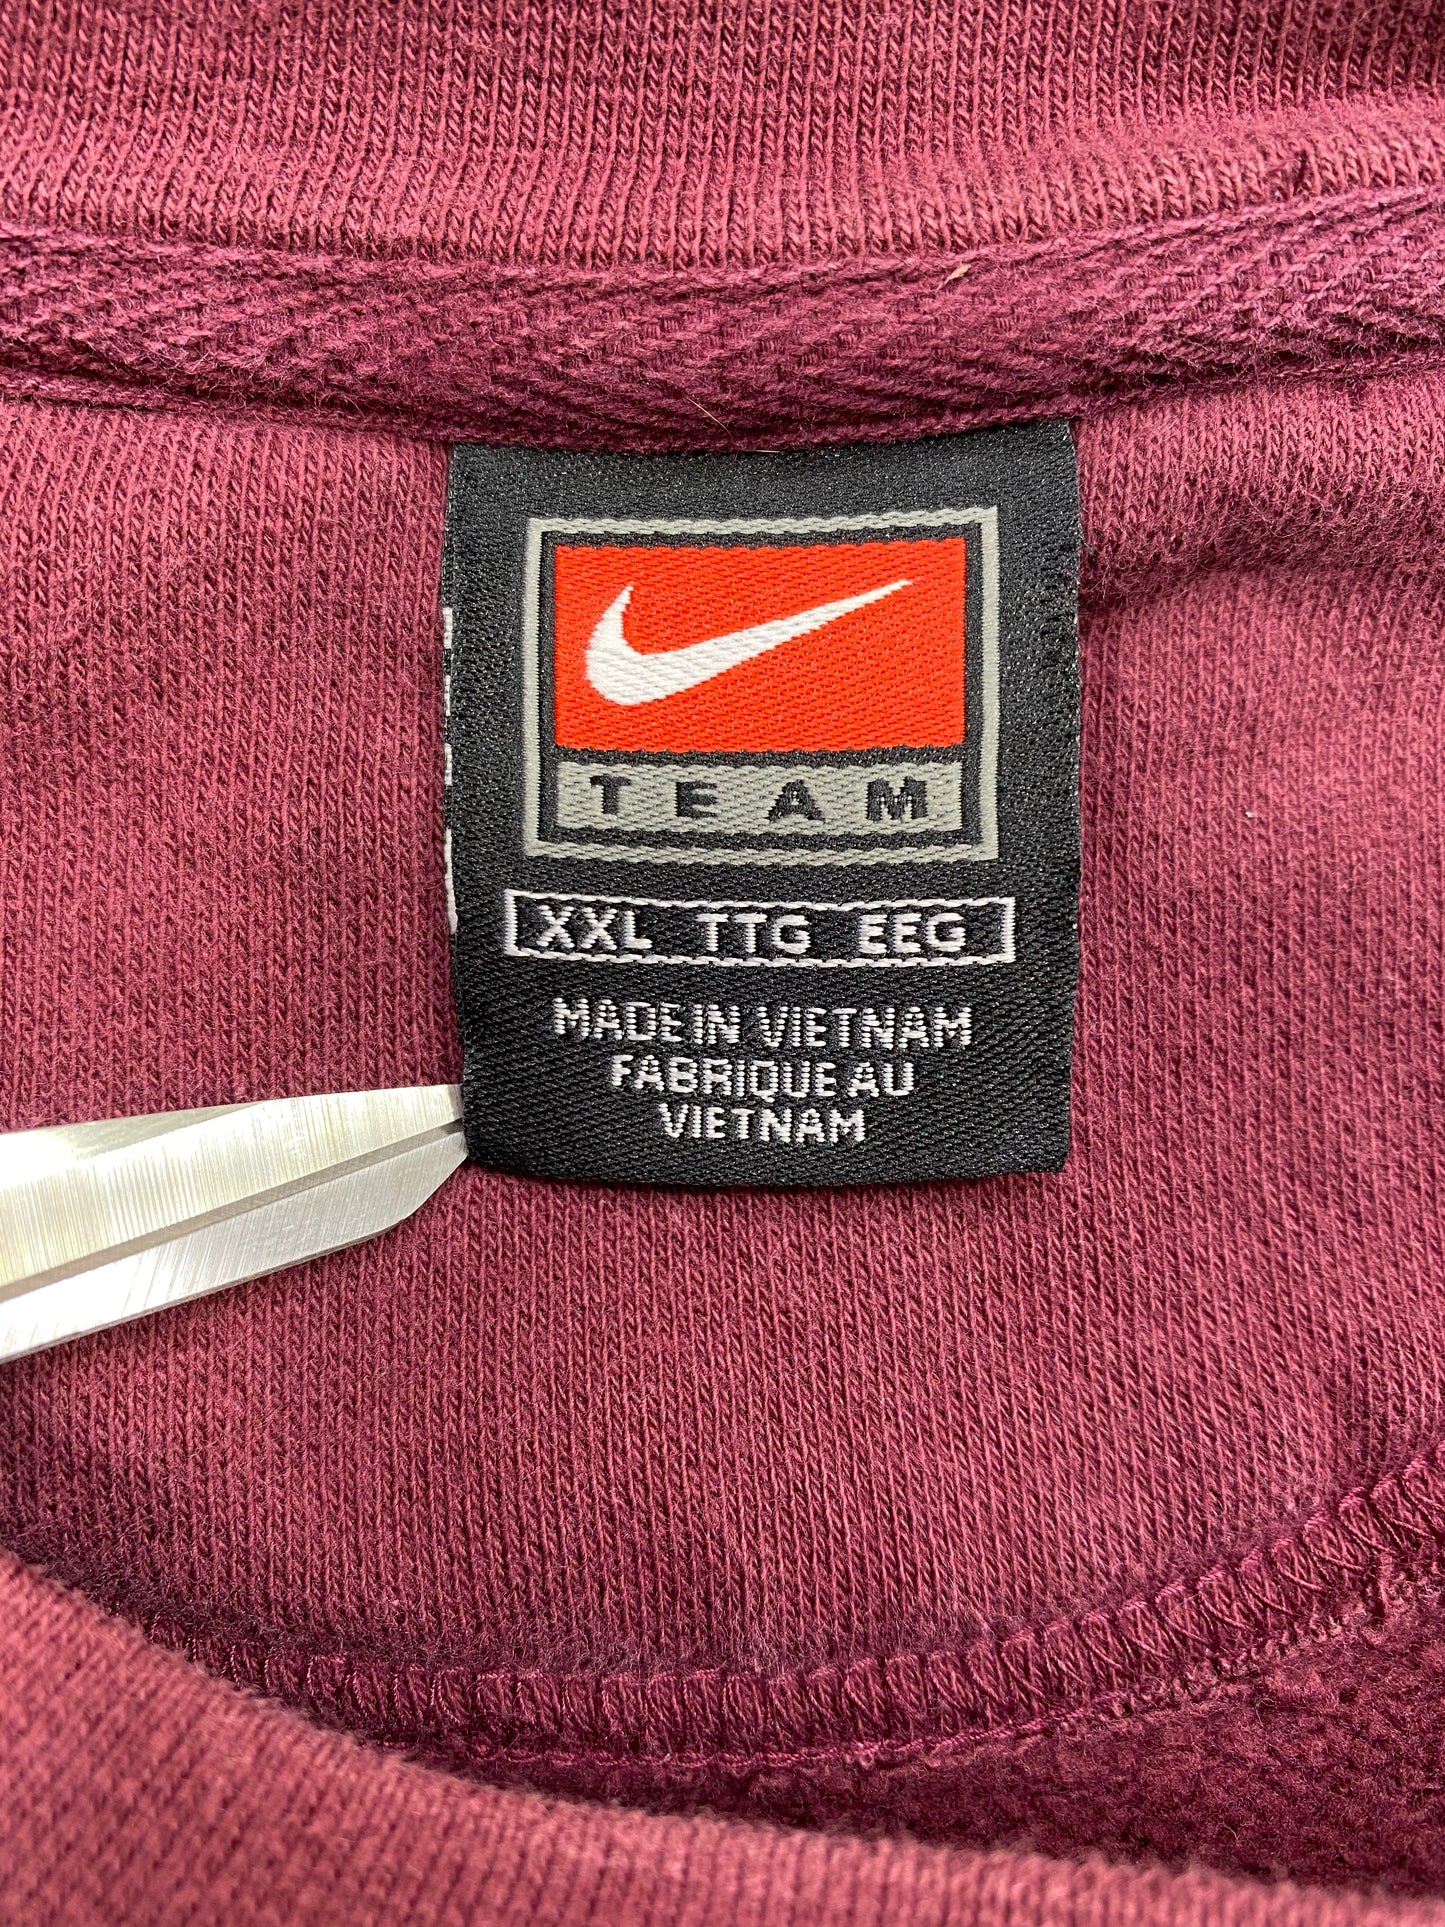 TEAM
XXL TTG EEG
MADE IN VIETNAM
FABRIQUE AU
VIETNAM